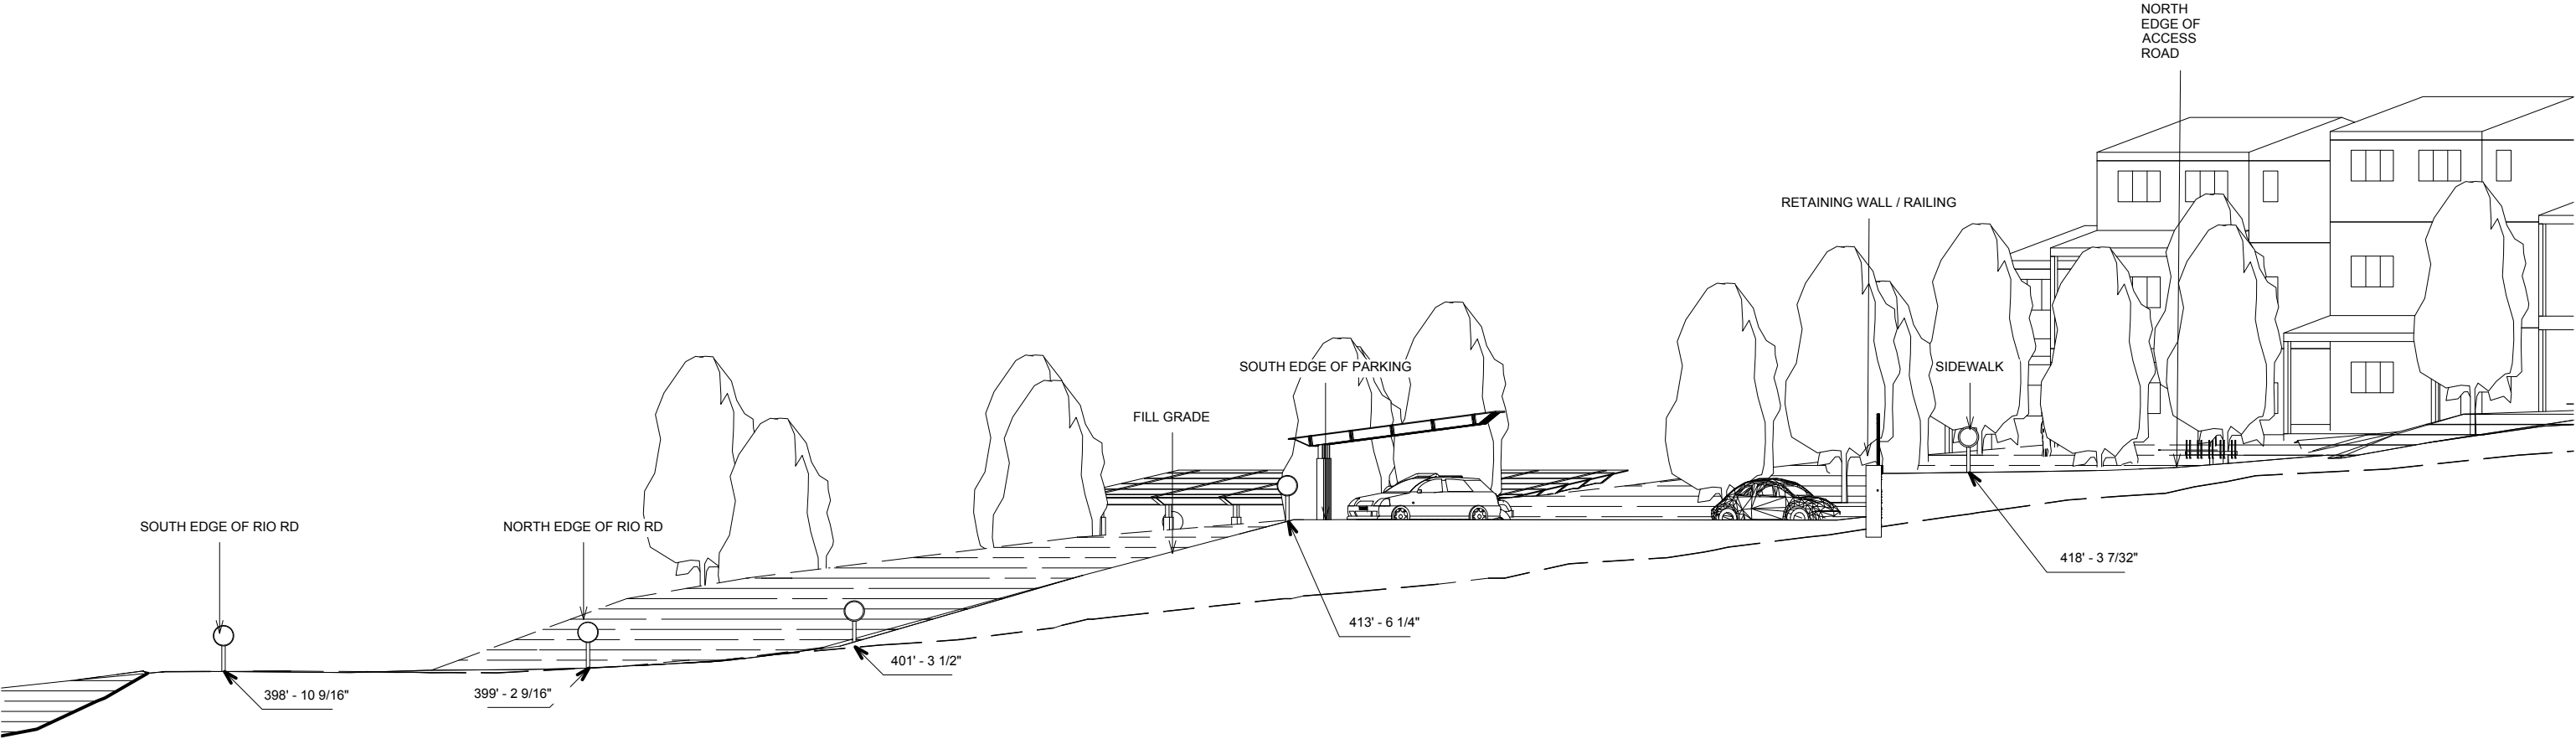 NORTH
EDGE OF
ACCESS
ROAD
RETAINING WALL / RAILING
SOUTH EDGE OF PARKING
SIDEWALK
FILL GRADE
SOUTH EDGE OF RIO RD
NORTH EDGE OF RIO RD
418' - 3 7/32"
413' - 6 1/4"
401' - 3 1/2"
398' - 10 9/16"
399' - 2 9/16"